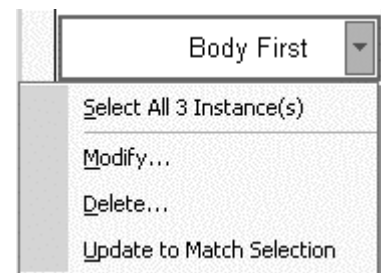 Body First
Select All 3 Instance(s)
Modify...
Delete...
Update to Match Selection